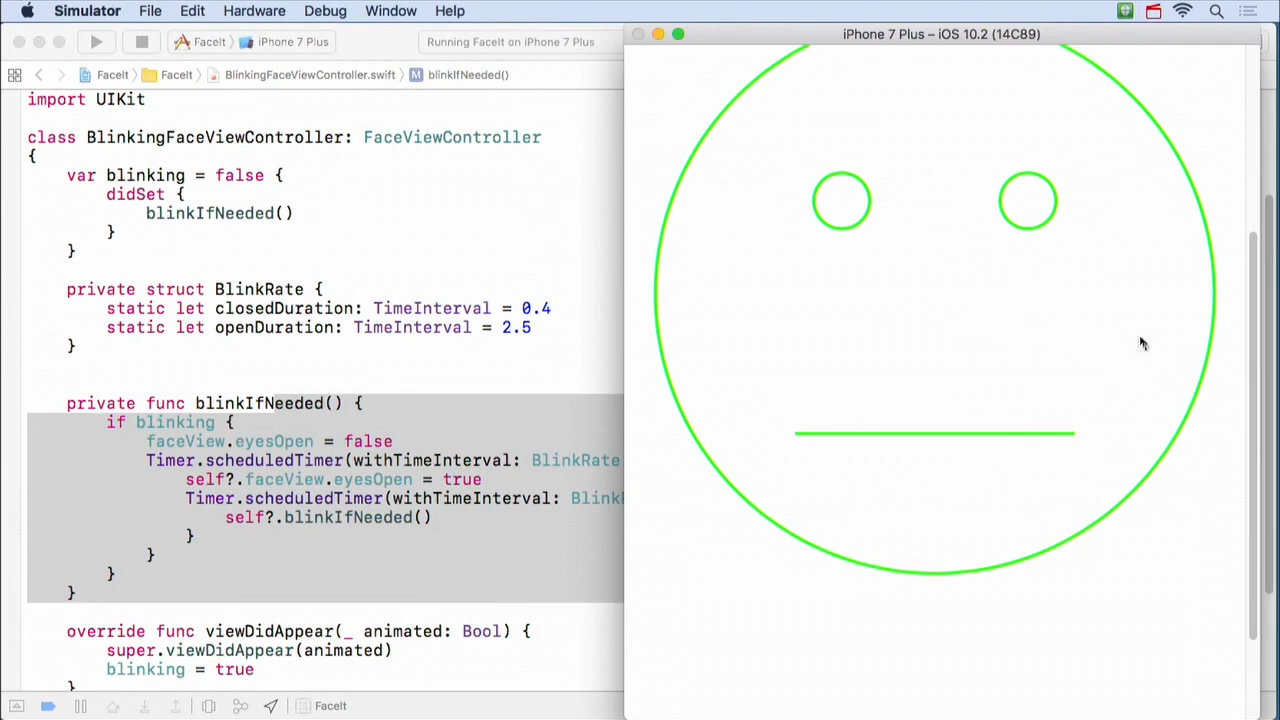 Simulator File Edit Hardware Debug Window Help
FaceIt iPhone 7 Plus Running FaceIt on iPhone 7 Plus
iPhone 7 Plus – iOS 10.2 (14C89)
FaceIt FaceIt BlinkingFaceViewController.swift M blinkIfNeeded()
import UIKit
class BlinkingFaceViewController: FaceViewController
{
var blinking = false {
didSet {
blinkIfNeeded()
}
}
private struct BlinkRate {
static let closedDuration: TimeInterval = 0.4
static let openDuration: TimeInterval = 2.5
}
private func blinkIfNeeded() {
if blinking {
faceView.eyesOpen = false
Timer.scheduledTimer(withTimeInterval: BlinkRate
self?.faceView.eyesOpen = true
Timer.scheduledTimer(withTimeInterval: Blink
self?.blinkIfNeeded()
}
}
}
}
override func viewDidAppear(_ animated: Bool) {
super.viewDidAppear(animated)
blinking = true
}
FaceIt